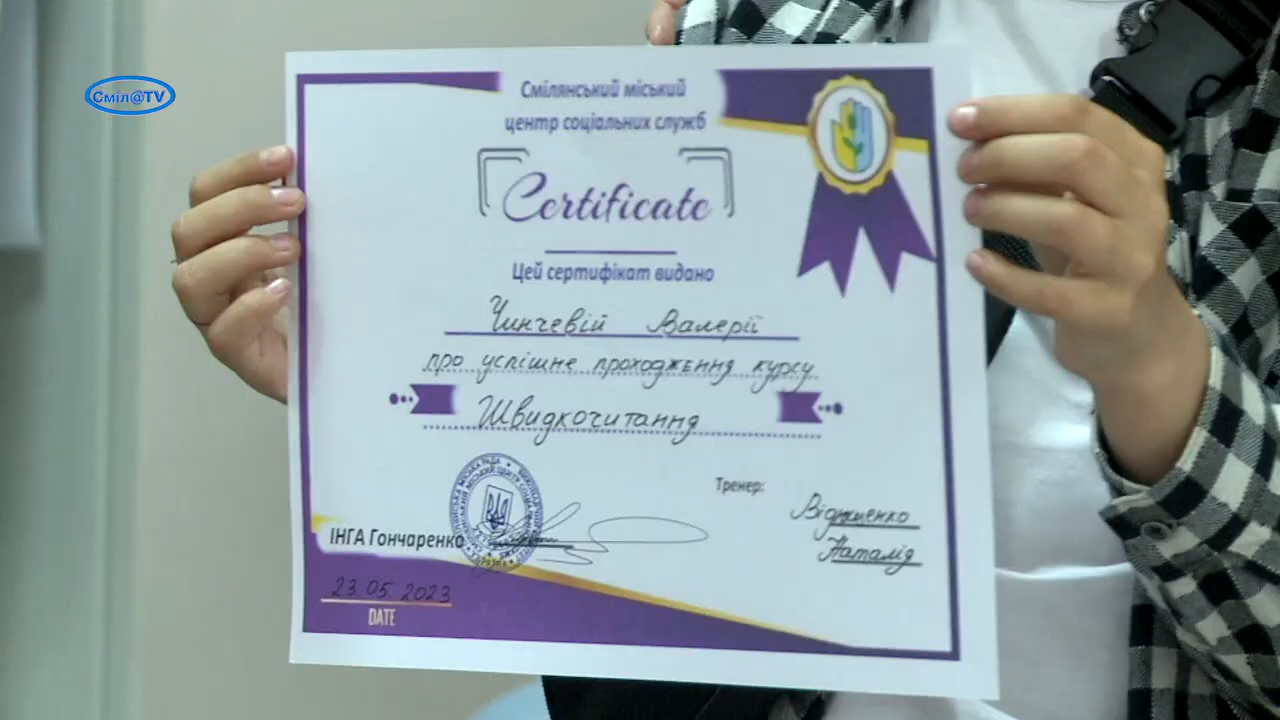 Сміл@TV
Смілянський міський
центр соціальних служб
Certificate
Цей сертифікат видано
Чинчевій Валерії
про успішне проходження курсу
Швидкочитання
Тренер:
ІНГА Гончаренко
Наталія
23.05.2023
DATE